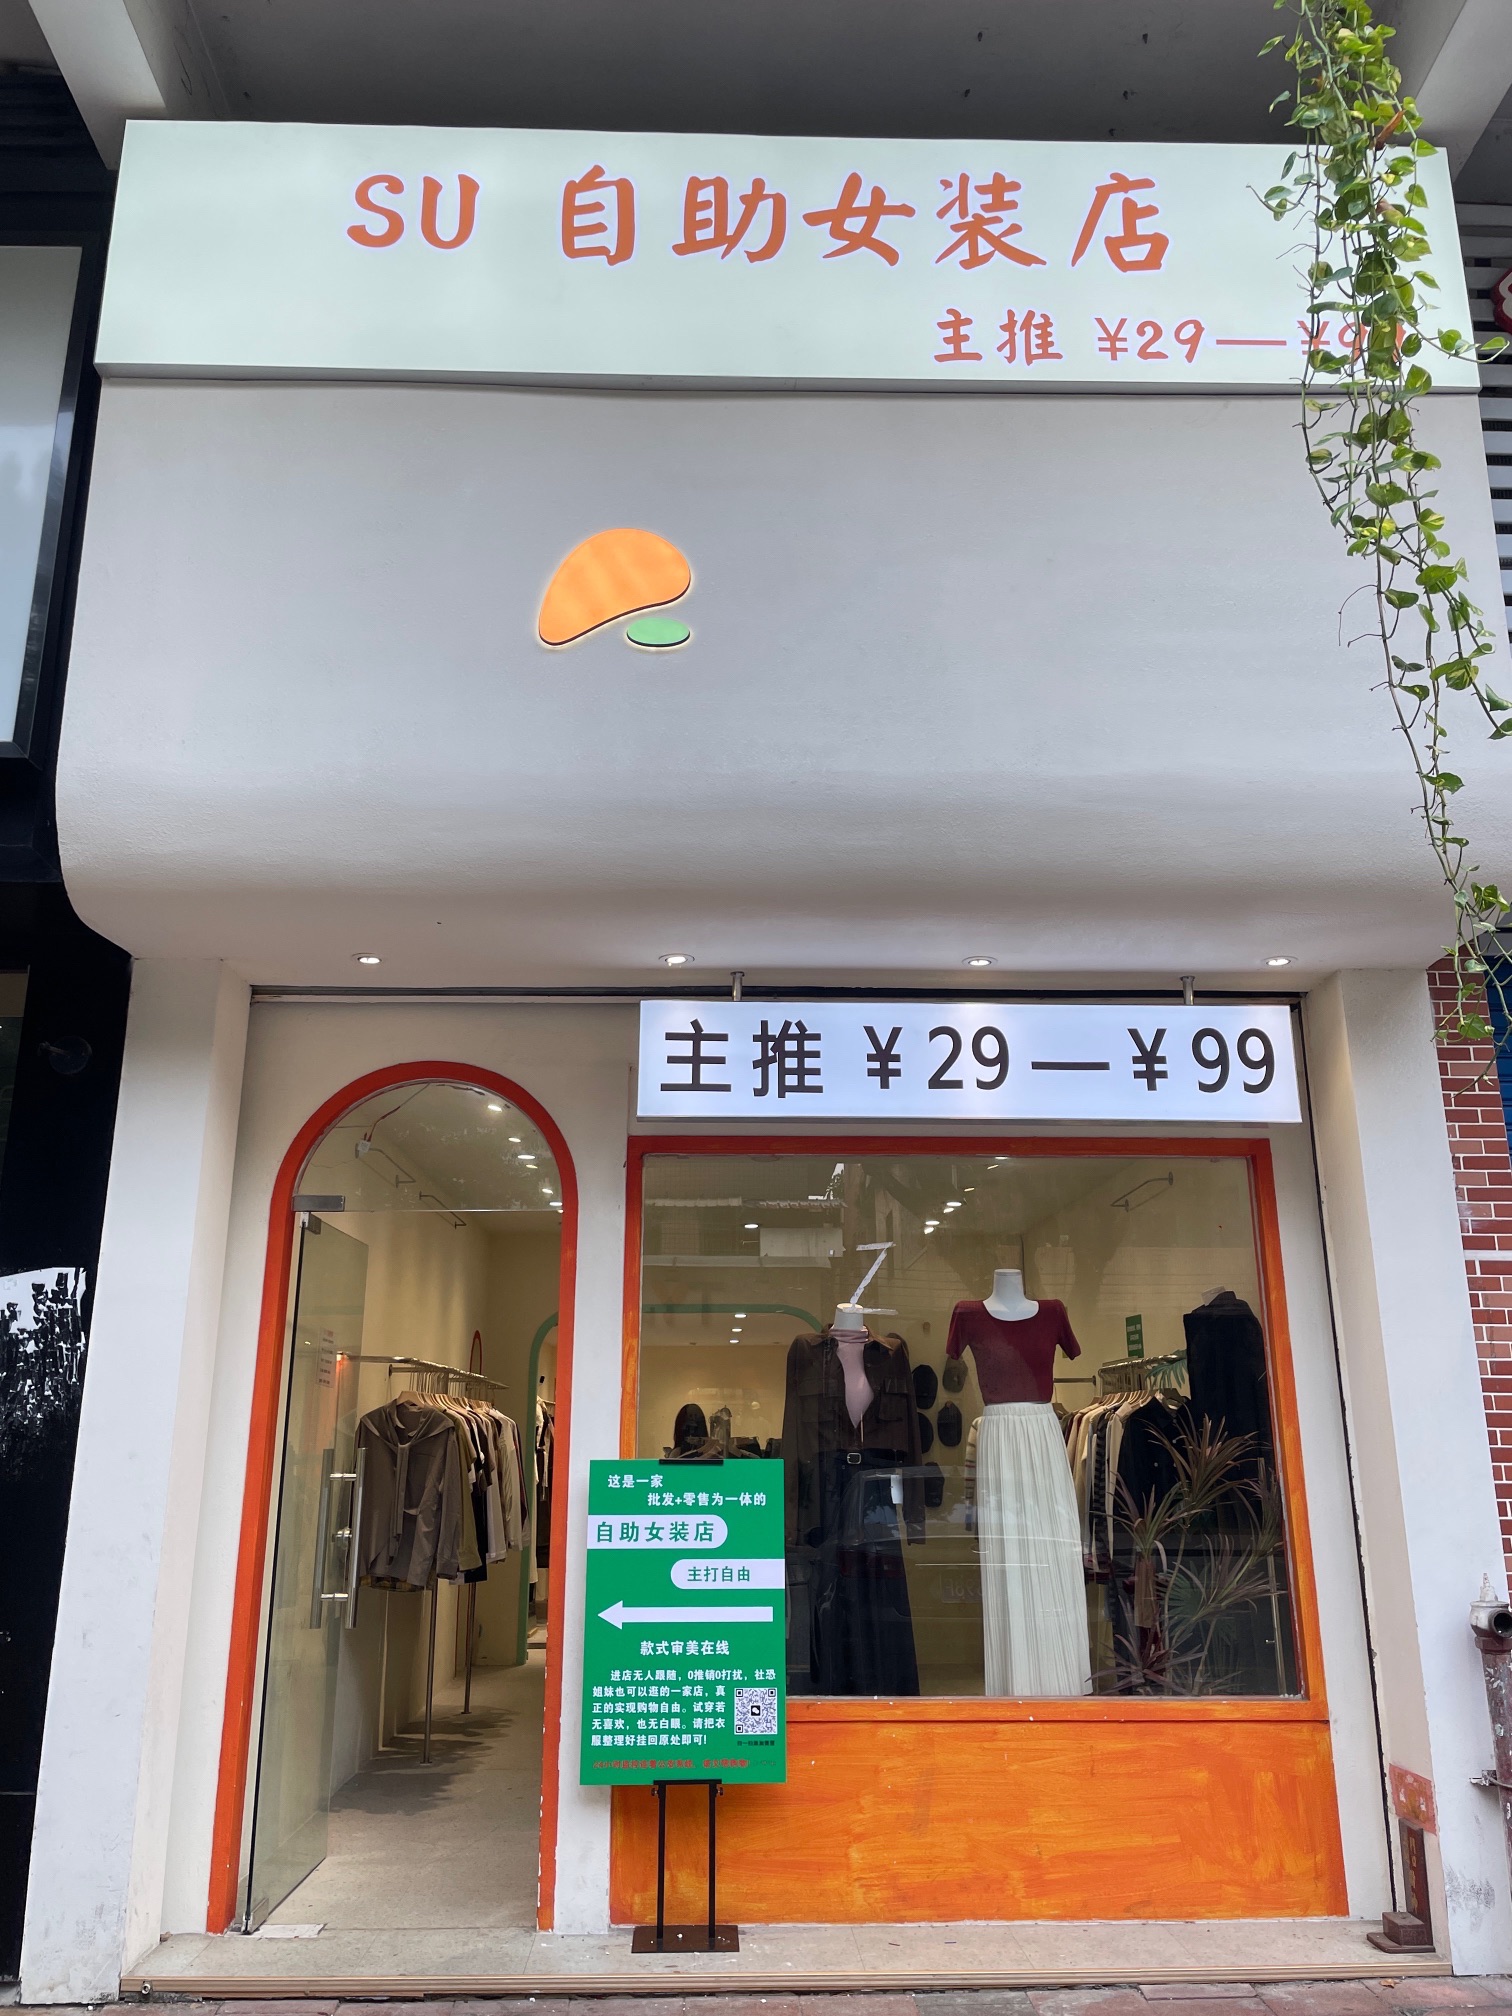 SU 自助女装店
主推 ¥29—¥99
主推 ¥29—¥99
这是一家
批发+零售为一体的
自助女装店
主打自由
款式审美在线
进店无人跟随，0推销0打扰，社恐
姐妹也可以逛的一家店，真
正的实现购物自由。试穿若
无喜欢，也无白眼。请把衣
服整理好挂回原处即可!